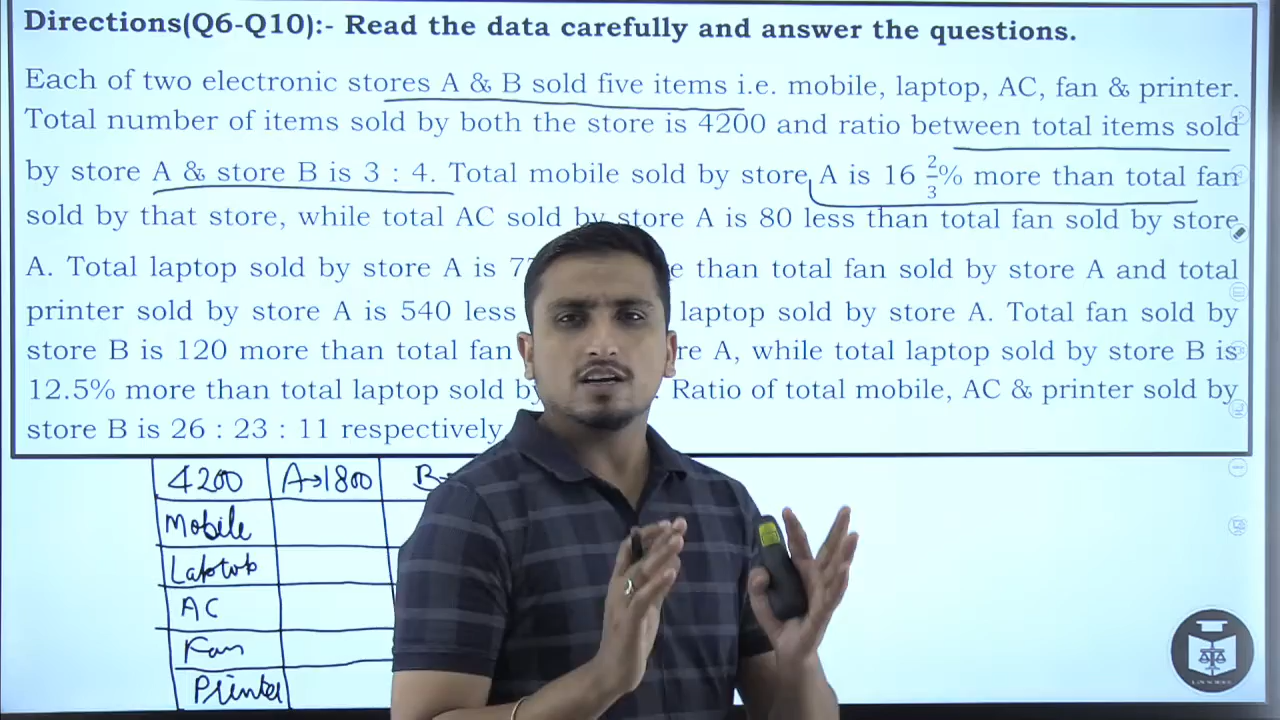 Directions(Q6-Q10):- Read the data carefully and answer the questions.
Each of two electronic stores A & B sold five items i.e. mobile, laptop, AC, fan & printer.
Total number of items sold by both the store is 4200 and ratio between total items sold
by store A & store B is 3 : 4. Total mobile sold by store A is 16 2/3% more than total fan
sold by that store, while total AC sold by store A is 80 less than total fan sold by store
A. Total laptop sold by store A is than total fan sold by store A and total
printer sold by store A is 540 less laptop sold by store A. Total fan sold by
store B is 120 more than total fan A, while total laptop sold by store B is
12.5% more than total laptop sold by Ratio of total mobile, AC & printer sold by
store B is 26 : 23 : 11 respectively
4200 A→1800 B
Mobile
Laptop
AC
Fan
Printer